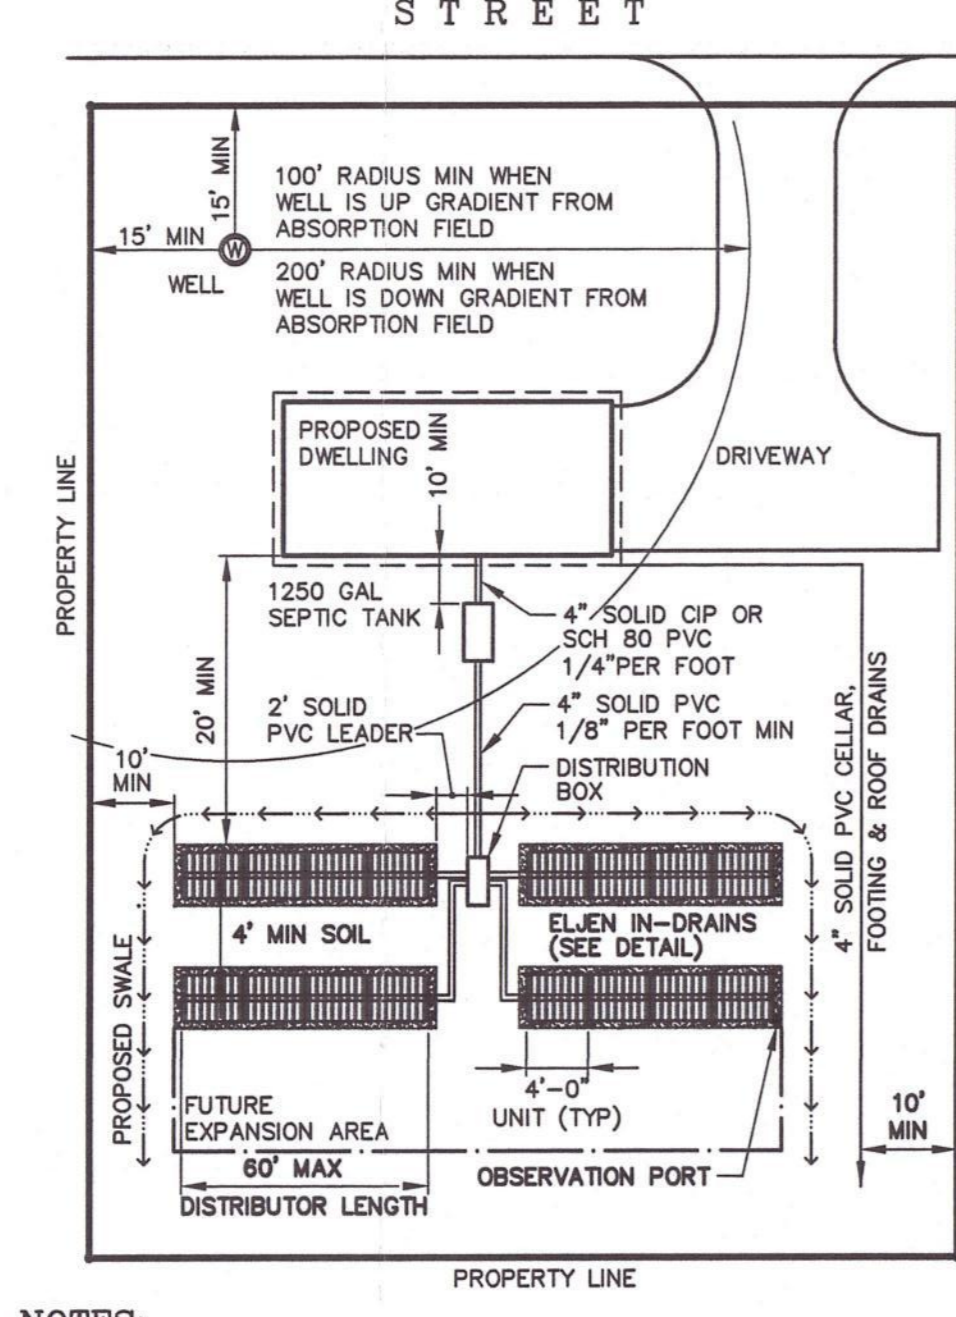 STREET
15' MIN
100' RADIUS MIN WHEN
WELL IS UP GRADIENT FROM
ABSORPTION FIELD
15' MIN
W
WELL
200' RADIUS MIN WHEN
WELL IS DOWN GRADIENT FROM
ABSORPTION FIELD
PROPOSED
DWELLING
10' MIN
DRIVEWAY
PROPERTY LINE
1250 GAL
SEPTIC TANK
4" SOLID CIP OR
SCH 80 PVC
1/4"PER FOOT
20' MIN
2' SOLID
PVC LEADER
4" SOLID PVC
1/8" PER FOOT MIN
10'
MIN
DISTRIBUTION
BOX
4" SOLID PVC CELLAR,
FOOTING & ROOF DRAINS
4' MIN SOIL
ELJEN IN-DRAINS
(SEE DETAIL)
PROPOSED SWALE
4'-0"
UNIT (TYP)
FUTURE
EXPANSION AREA
10'
MIN
60' MAX
DISTRIBUTOR LENGTH
OBSERVATION PORT
PROPERTY LINE
NOTES: